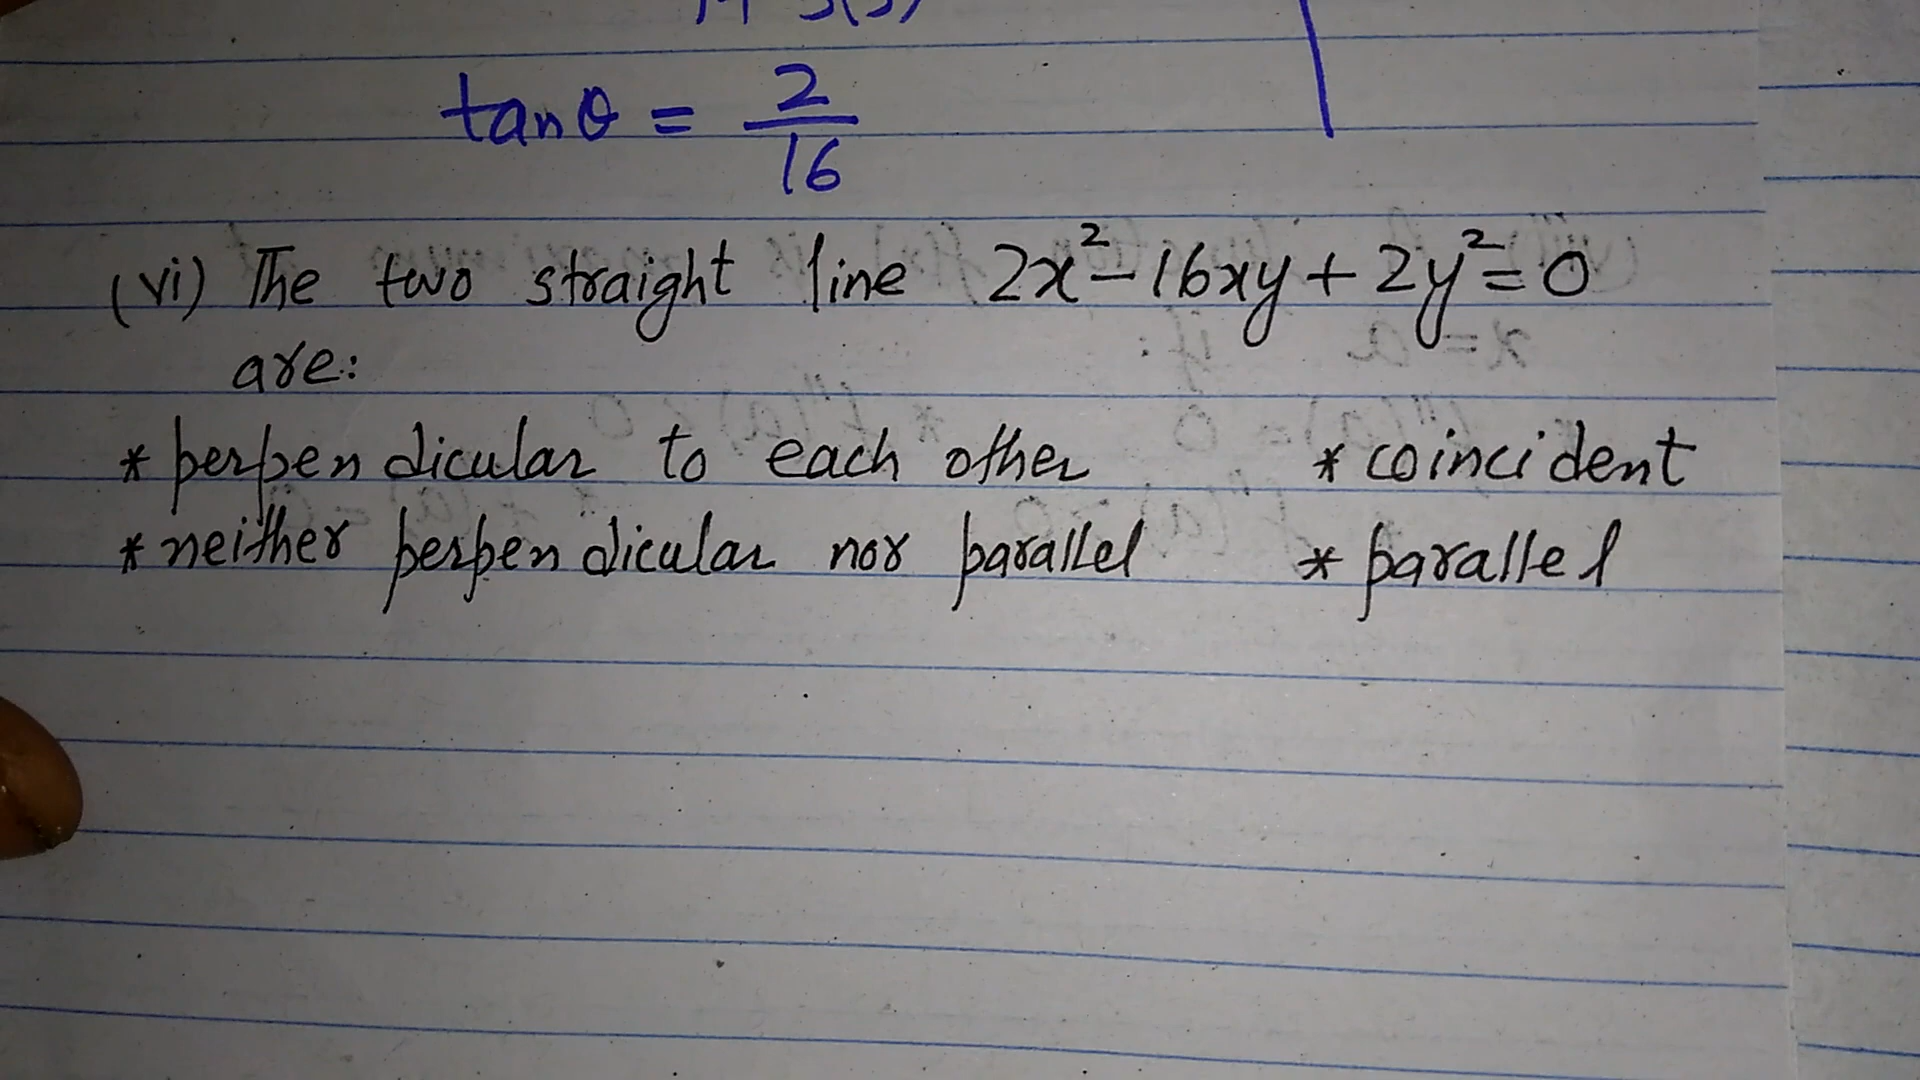 tanθ = 2/16
(vi) The two straight line 2x²-16xy+2y²=0
are:
* perpendicular to each other * coincident
* neither perpendicular nor parallel * parallel